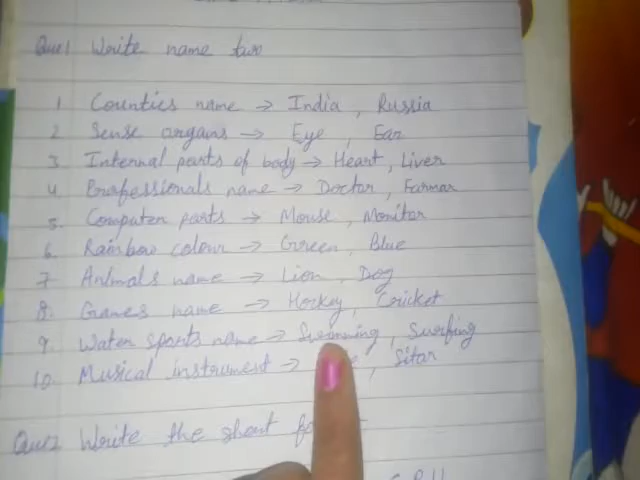 Que1 Write name two
1 Counties name → India, Russia
2 Sense organs → Eye, Ear
3 Internal parts of body → Heart, Liver
4 Professionals name → Doctor, Farmar
5. Computer parts → Mouse, Monitor
6. Rainbow colour → Green, Blue
7. Animals name → Lion, Dog
8. Games name → Hockey, Cricket
9. Water sports name → Swimming, Surfing
10. Musical instrument → , Sitar
Que2 Write the short